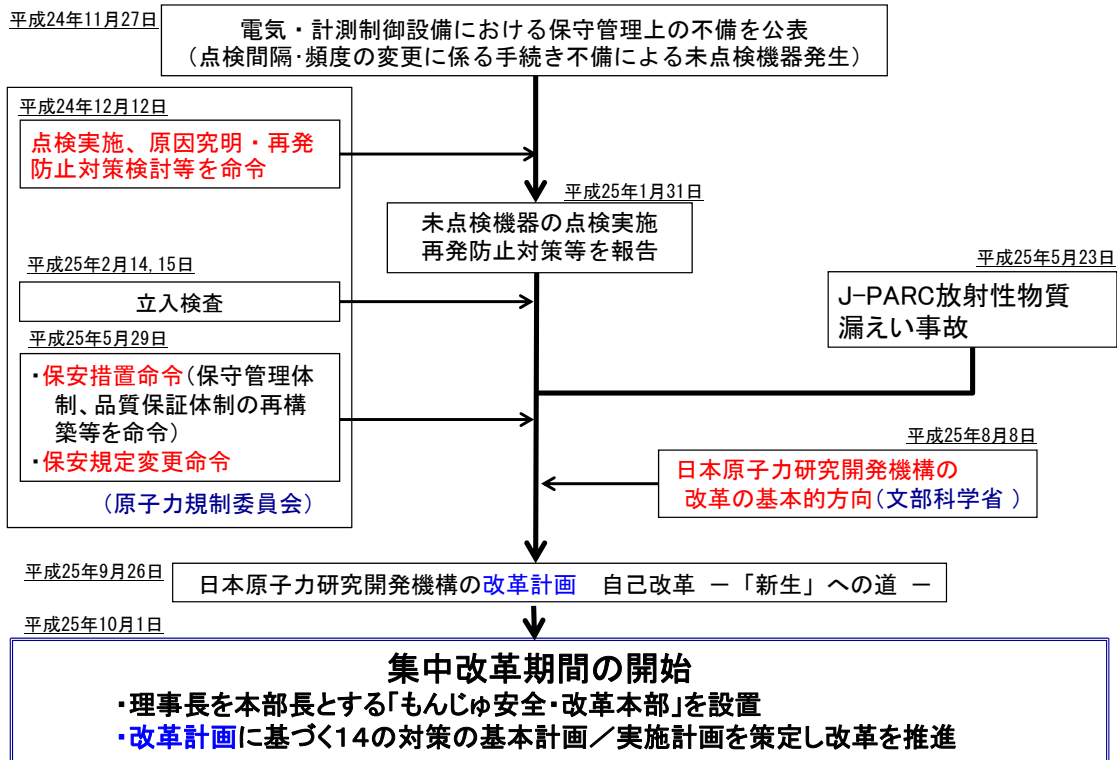 平成24年11月27日
電気・計測制御設備における保守管理上の不備を公表
（点検間隔・頻度の変更に係る手続き不備による未点検機器発生）
平成24年12月12日
点検実施、原因究明・再発
防止対策検討等を命令
平成25年1月31日
未点検機器の点検実施
再発防止対策等を報告
平成25年2月14,15日
立入検査
平成25年5月23日
J-PARC放射性物質
漏えい事故
平成25年5月29日
・保安措置命令（保守管理体
制、品質保証体制の再構
築等を命令）
・保安規定変更命令
（原子力規制委員会）
平成25年8月8日
日本原子力研究開発機構の
改革の基本的方向（文部科学省 ）
平成25年9月26日
日本原子力研究開発機構の改革計画　自己改革 －「新生」への道 －
平成25年10月1日
集中改革期間の開始
・理事長を本部長とする「もんじゅ安全・改革本部」を設置
・改革計画に基づく14の対策の基本計画／実施計画を策定し改革を推進